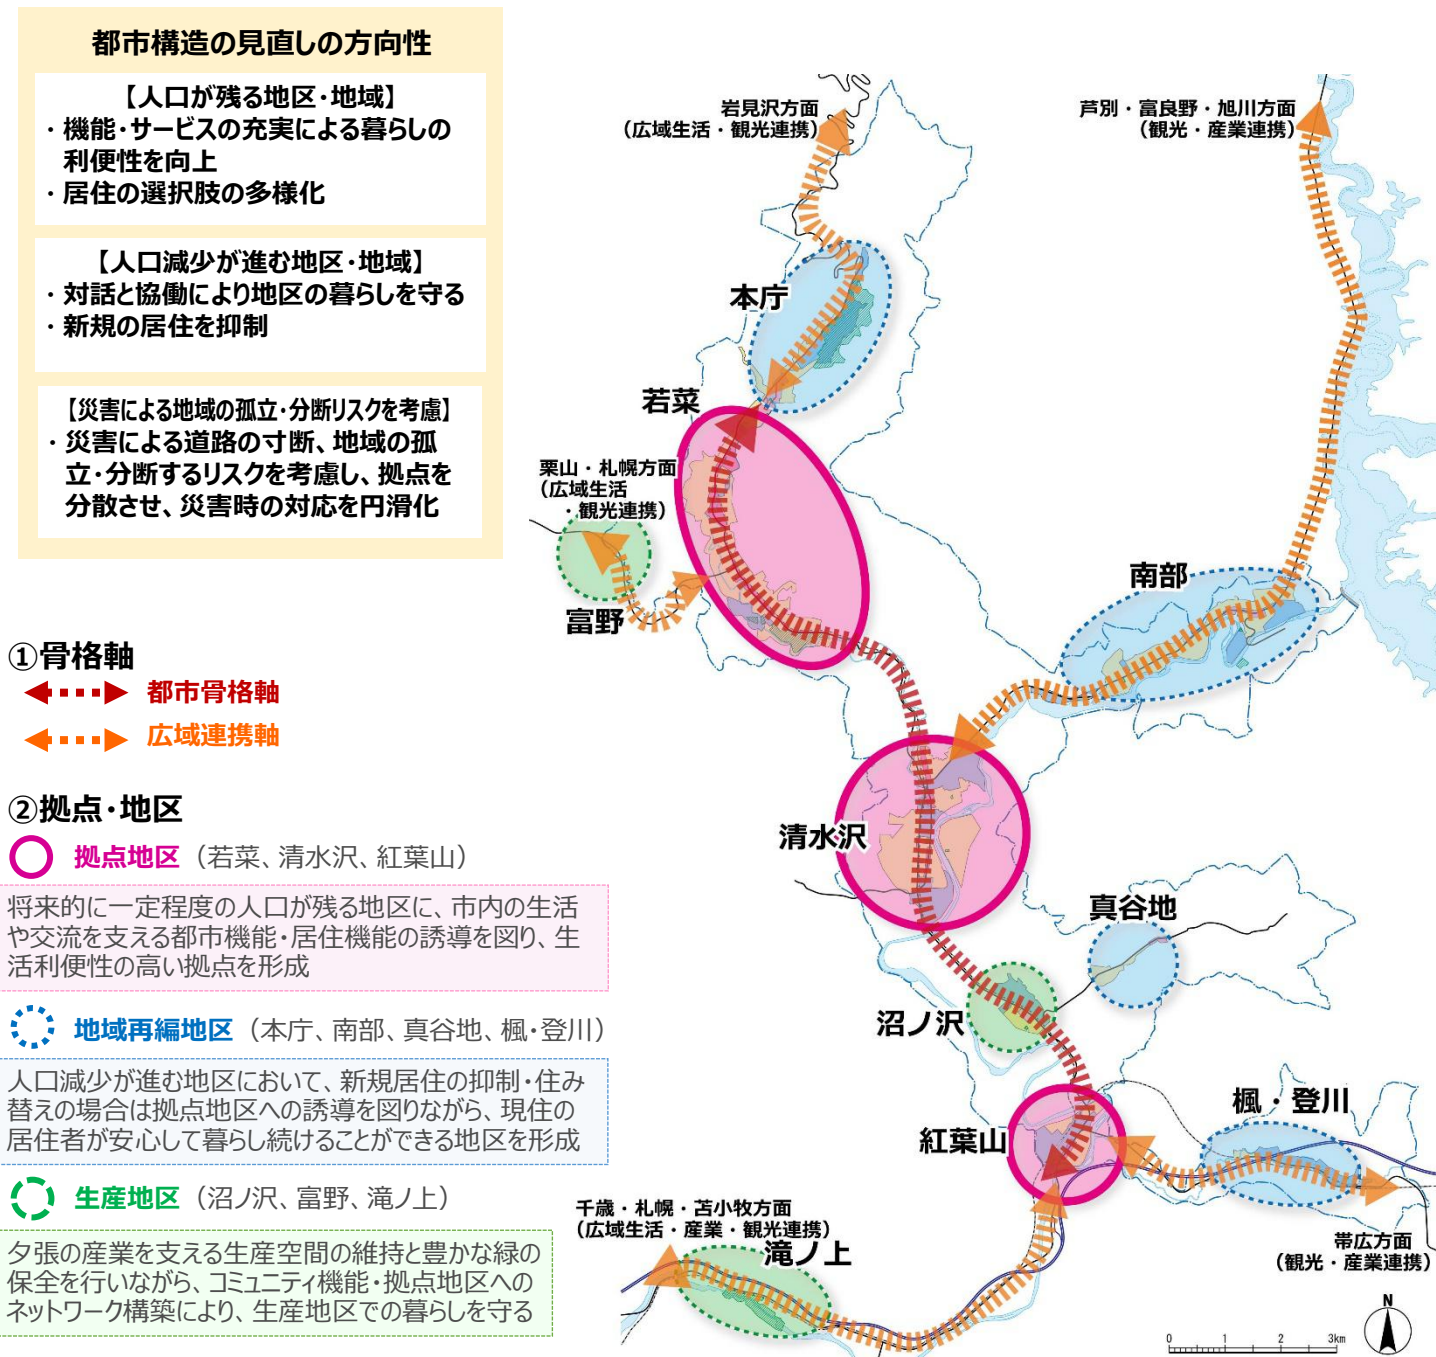 都市構造の見直しの方向性
【人口が残る地区・地域】
・機能・サービスの充実による暮らしの
利便性を向上
・居住の選択肢の多様化
【人口減少が進む地区・地域】
・対話と協働により地区の暮らしを守る
・新規の居住を抑制
【災害による地域の孤立・分断リスクを考慮】
・災害による道路の寸断、地域の孤
立・分断するリスクを考慮し、拠点を
分散させ、災害時の対応を円滑化
①骨格軸
都市骨格軸
広域連携軸
②拠点・地区
拠点地区（若菜、清水沢、紅葉山）
将来的に一定程度の人口が残る地区に、市内の生活
や交流を支える都市機能・居住機能の誘導を図り、生
活利便性の高い拠点を形成
地域再編地区（本庁、南部、真谷地、楓・登川）
人口減少が進む地区において、新規居住の抑制・住み
替えの場合は拠点地区への誘導を図りながら、現住の
居住者が安心して暮らし続けることができる地区を形成
生産地区（沼ノ沢、富野、滝ノ上）
夕張の産業を支える生産空間の維持と豊かな緑の
保全を行いながら、コミュニティ機能・拠点地区への
ネットワーク構築により、生産地区での暮らしを守る
岩見沢方面
（広域生活・観光連携）
芦別・富良野・旭川方面
（観光・産業連携）
本庁
若菜
栗山・札幌方面
（広域生活
・観光連携）
富野
南部
清水沢
真谷地
沼ノ沢
紅葉山
楓・登川
千歳・札幌・苫小牧方面
（広域生活・産業・観光連携）
滝ノ上
帯広方面
（観光・産業連携）
N
0 1 2 3km